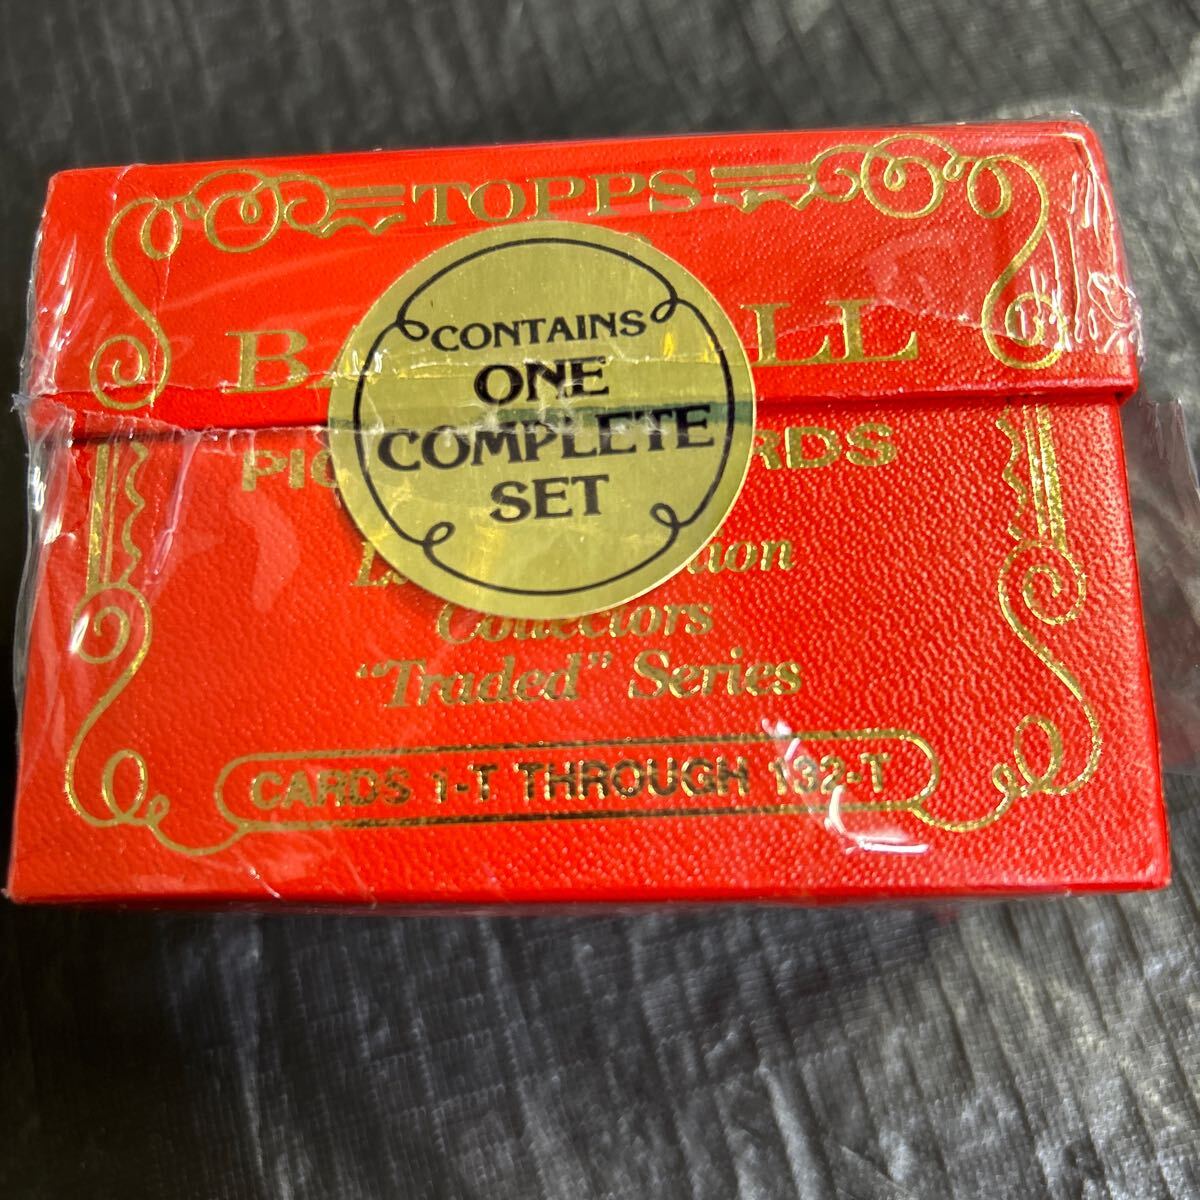 TOPPS
CONTAINS
ONE
COMPLETE
SET
Collectors
"Traded" Series
CARDS 1-T THROUGH 132-T